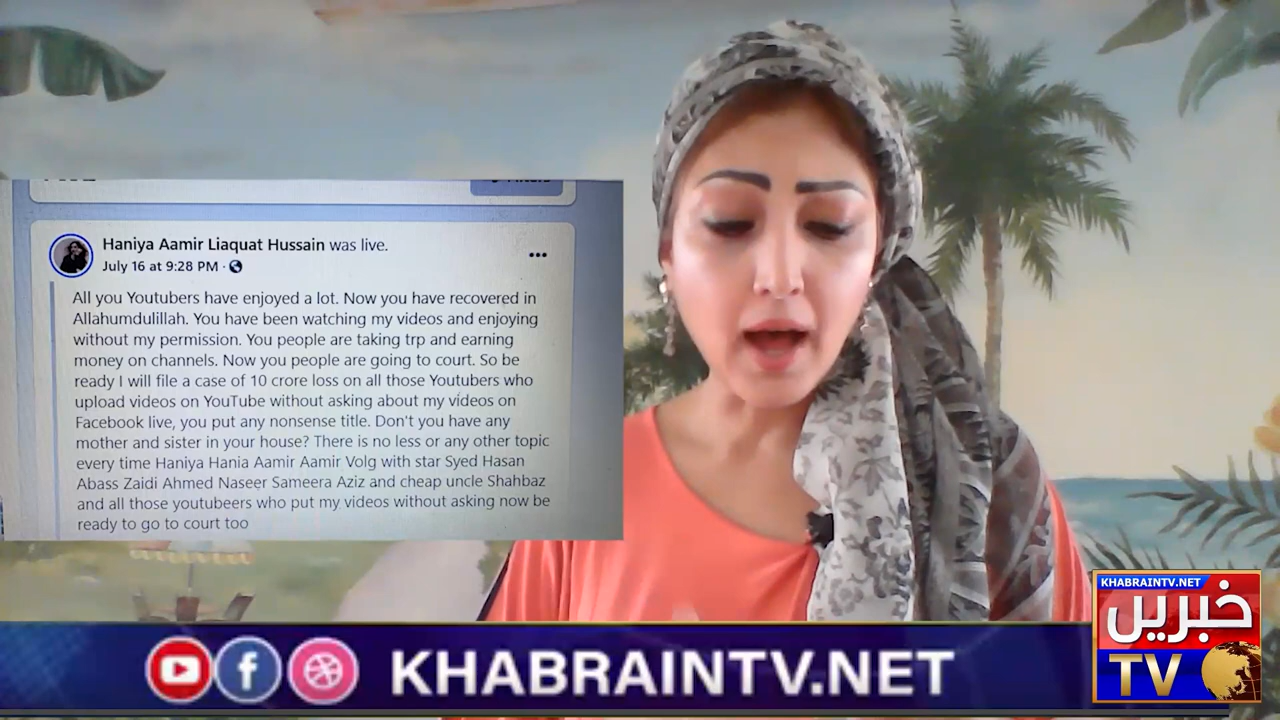 Haniya Aamir Liaquat Hussain was live.
July 16 at 9:28 PM ·
All you Youtubers have enjoyed a lot. Now you have recovered in
Allahumdulillah. You have been watching my videos and enjoying
without my permission. You people are taking trp and earning
money on channels. Now you people are going to court. So be
ready I will file a case of 10 crore loss on all those Youtubers who
upload videos on YouTube without asking about my videos on
Facebook live, you put any nonsense title. Don't you have any
mother and sister in your house? There is no less or any other topic
every time Haniya Hania Aamir Aamir Volg with star Syed Hasan
Abass Zaidi Ahmed Naseer Sameera Aziz and cheap uncle Shahbaz
and all those youtubeers who put my videos without asking now be
ready to go to court too
KHABRAINTV.NET
خبریں
TV
KHABRAINTV.NET